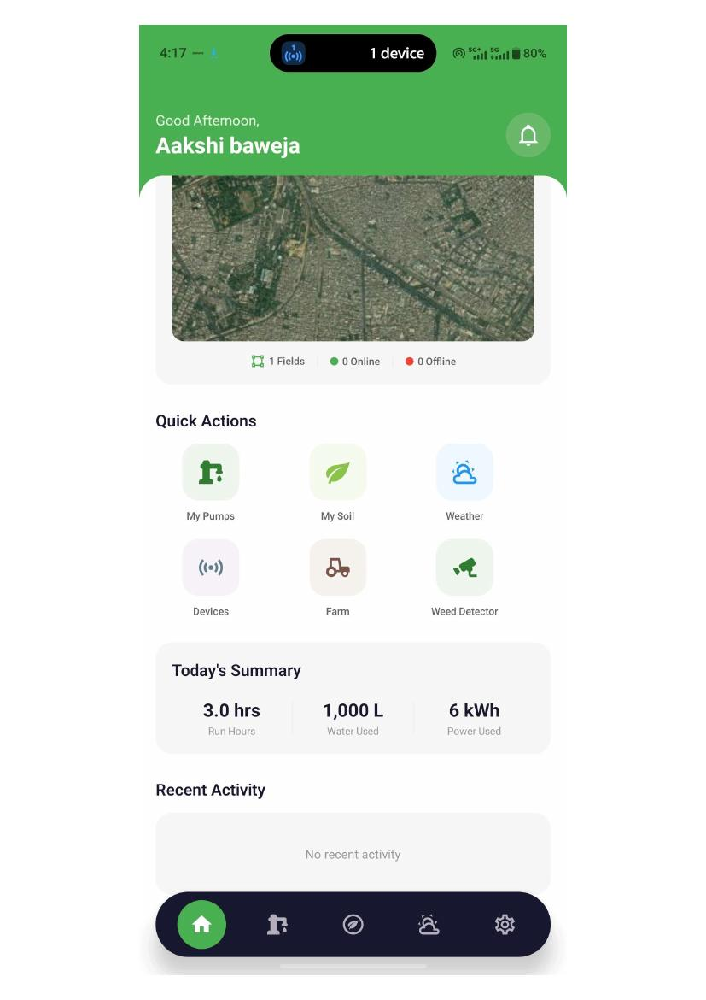 4:17
1
1 device
5G+ 5G 80%
Good Afternoon,
Aakshi baweja
1 Fields 0 Online 0 Offline
Quick Actions
My Pumps My Soil Weather
Devices Farm Weed Detector
Today's Summary
3.0 hrs 1,000 L 6 kWh
Run Hours Water Used Power Used
Recent Activity
No recent activity